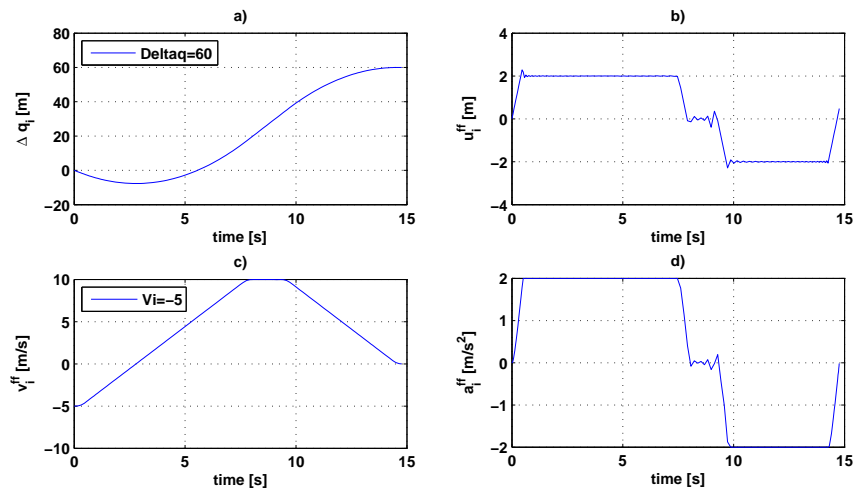 a)
80
60
40
20
0
−20
0
5
10
15
Δ q_i [m]
time [s]
Deltaq=60
b)
4
2
0
−2
−4
0
5
10
15
u_i^ff [m]
time [s]
c)
10
5
0
−5
−10
0
5
10
15
v_i^ff [m/s]
time [s]
Vi=−5
d)
2
1
0
−1
−2
0
5
10
15
a_i^ff [m/s²]
time [s]